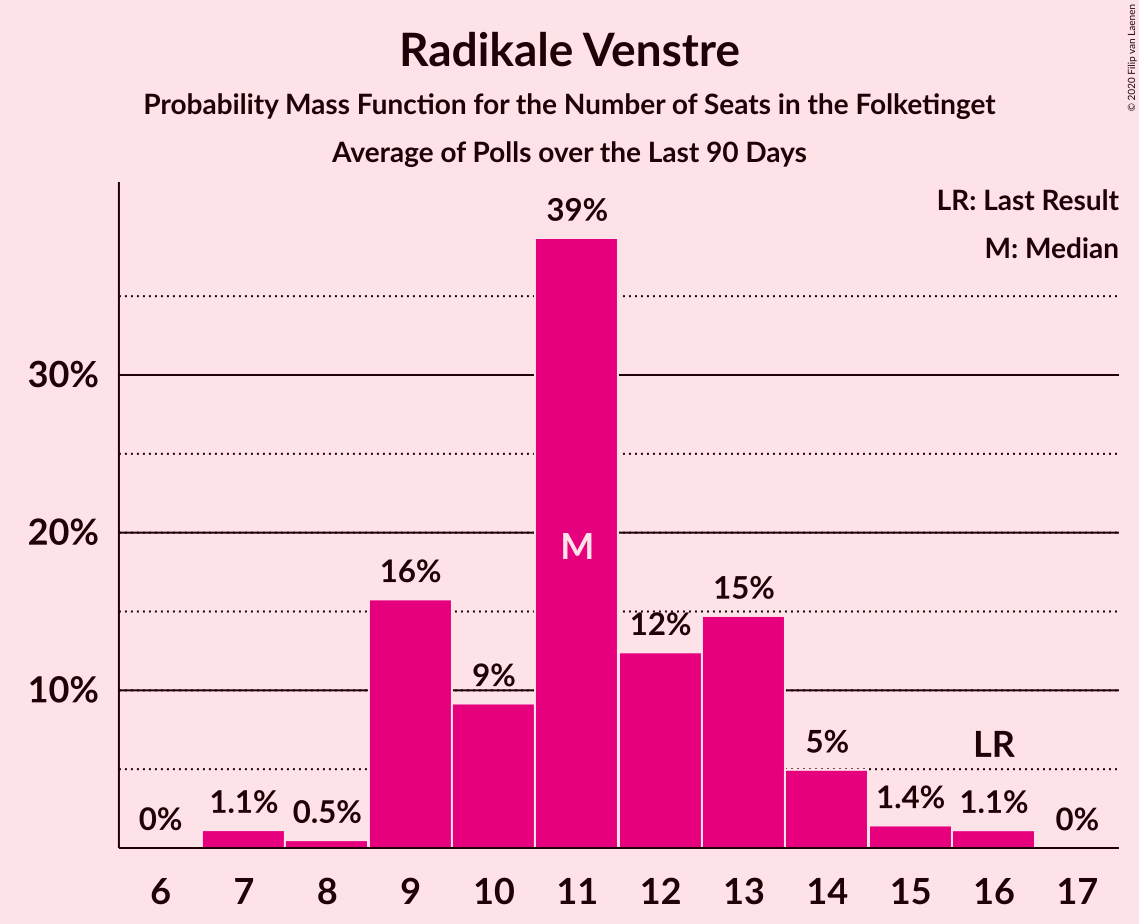 © 2020 Filip van Laenen
Radikale Venstre
Probability Mass Function for the Number of Seats in the Folketinget
Average of Polls over the Last 90 Days
LR: Last Result
M: Median
39%
30%
20%
10%
M
16%
9%
12%
15%
5%
LR
0%
1.1%
0.5%
1.4%
1.1%
0%
6 7 8 9 10 11 12 13 14 15 16 17